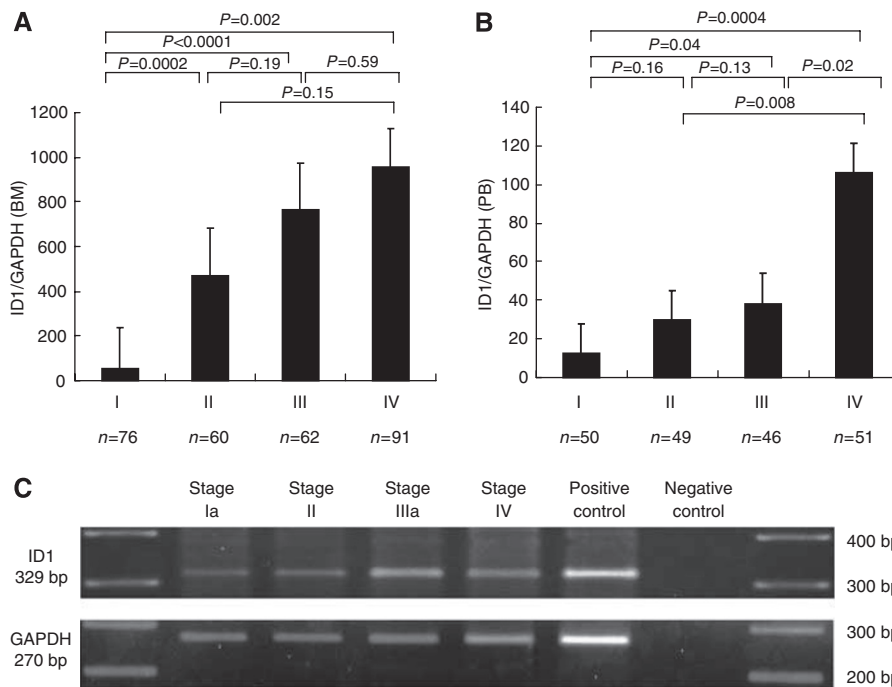 A
P=0.002
P<0.0001
P=0.0002 P=0.19 P=0.59
P=0.15
1200
1000
800
600
400
200
0
ID1/GAPDH (BM)
I II III IV
n=76 n=60 n=62 n=91
B
P=0.0004
P=0.04
P=0.16 P=0.13 P=0.02
P=0.008
140
120
100
80
60
40
20
0
ID1/GAPDH (PB)
I II III IV
n=50 n=49 n=46 n=51
C
Stage Stage Stage Stage Positive Negative
Ia II IIIa IV control control
ID1
329 bp
400 bp
300 bp
GAPDH
270 bp
300 bp
200 bp